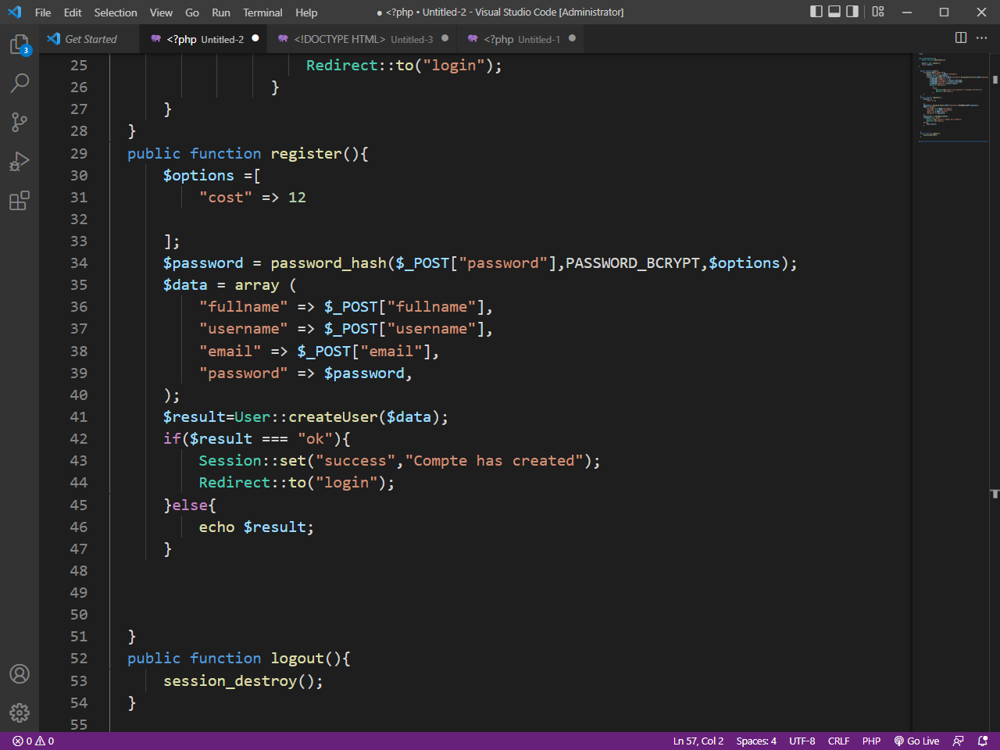 File Edit Selection View Go Run Terminal Help ● <?php • Untitled-2 - Visual Studio Code [Administrator]
Get Started <?php Untitled-2 <!DOCTYPE HTML> Untitled-3 <?php Untitled-1
3
25 Redirect::to("login");
26 }
27 }
28 }
29 public function register(){
30 $options =[
31 "cost" => 12
32
33 ];
34 $password = password_hash($_POST["password"],PASSWORD_BCRYPT,$options);
35 $data = array (
36 "fullname" => $_POST["fullname"],
37 "username" => $_POST["username"],
38 "email" => $_POST["email"],
39 "password" => $password,
40 );
41 $result=User::createUser($data);
42 if($result === "ok"){
43 Session::set("success","Compte has created");
44 Redirect::to("login");
45 }else{
46 echo $result;
47 }
48
49
50
51 }
52 public function logout(){
53 session_destroy();
54 }
55
0 0 Ln 57, Col 2 Spaces: 4 UTF-8 CRLF PHP Go Live